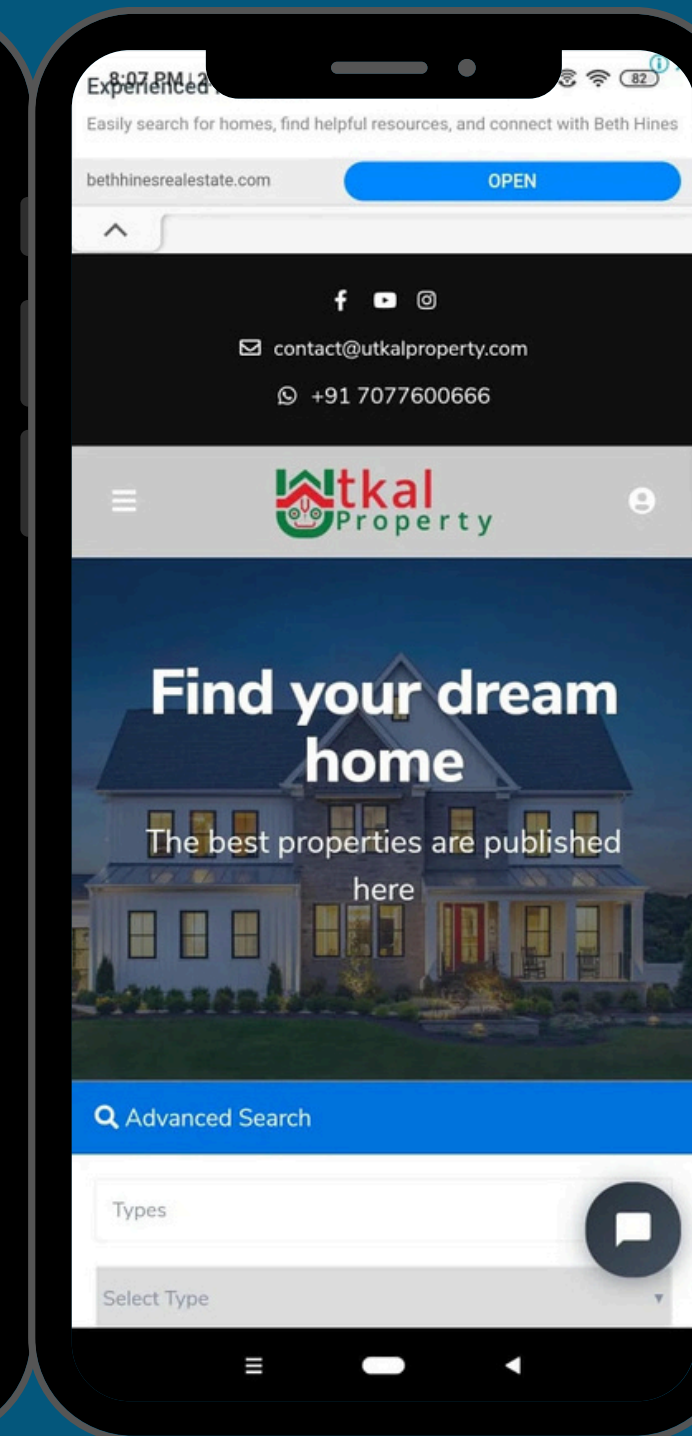 8:07 PM | 2
82
Experienced
Easily search for homes, find helpful resources, and connect with Beth Hines
bethhinesrealestate.com
OPEN
contact@utkalproperty.com
+91 7077600666
Utkal
Property
Find your dream
home
The best properties are published
here
Advanced Search
Types
Select Type